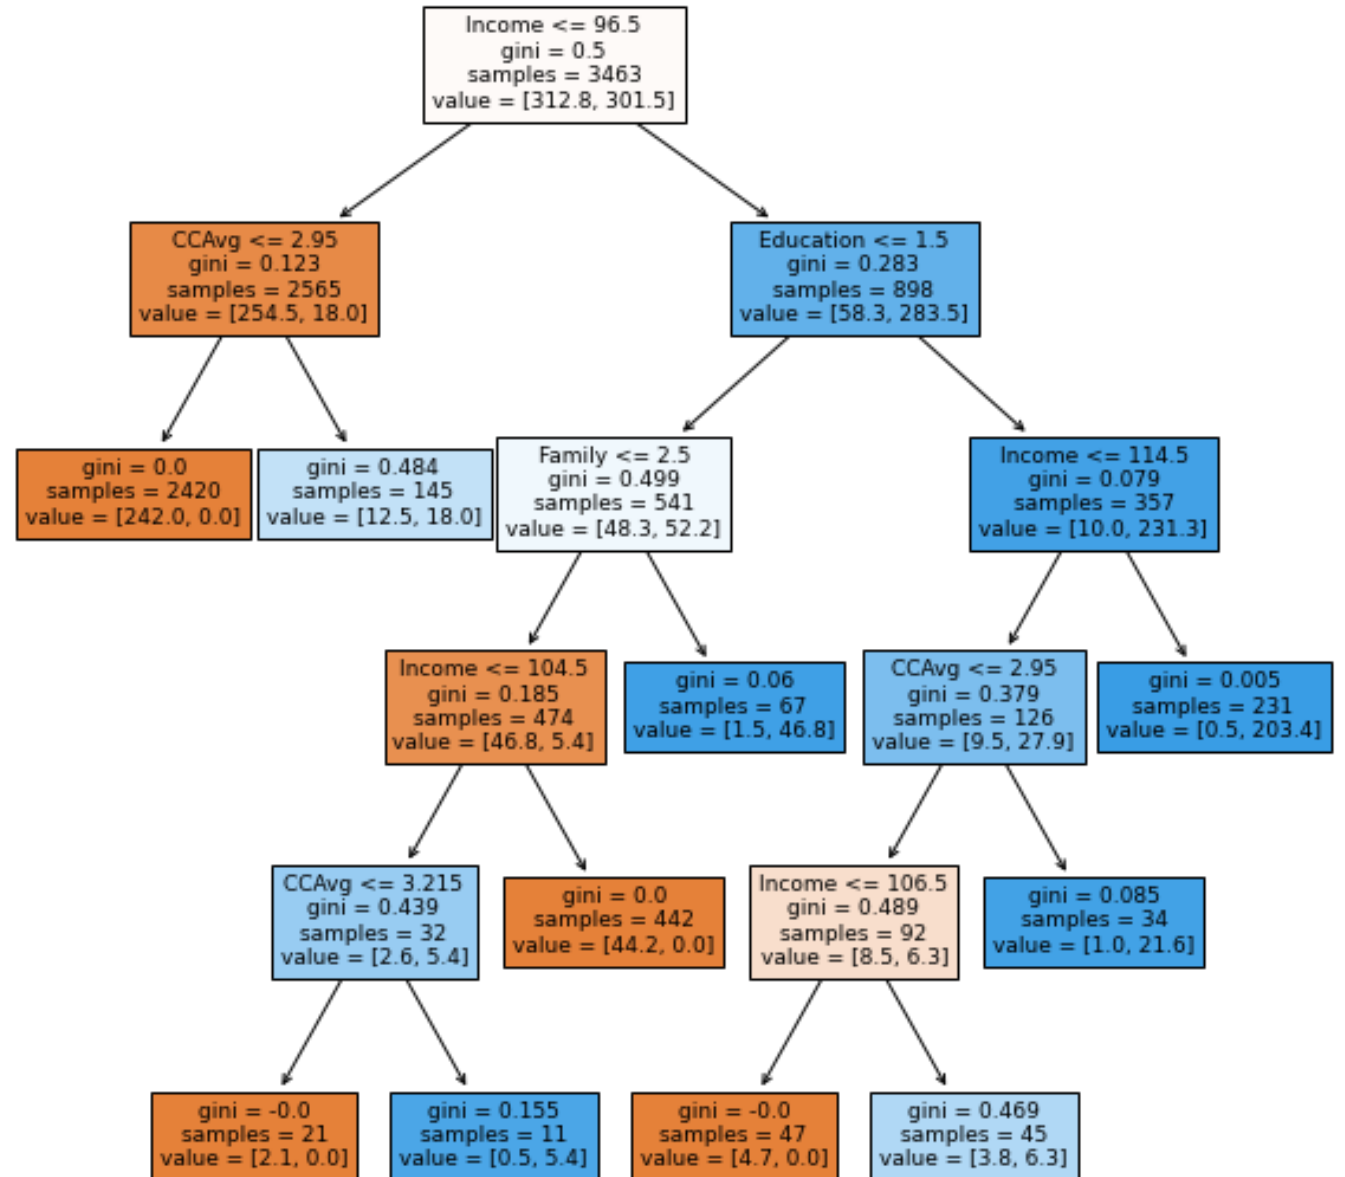 Income <= 96.5
gini = 0.5
samples = 3463
value = [312.8, 301.5]
CCAvg <= 2.95
gini = 0.123
samples = 2565
value = [254.5, 18.0]
Education <= 1.5
gini = 0.283
samples = 898
value = [58.3, 283.5]
gini = 0.0
samples = 2420
value = [242.0, 0.0]
gini = 0.484
samples = 145
value = [12.5, 18.0]
Family <= 2.5
gini = 0.499
samples = 541
value = [48.3, 52.2]
Income <= 114.5
gini = 0.079
samples = 357
value = [10.0, 231.3]
Income <= 104.5
gini = 0.185
samples = 474
value = [46.8, 5.4]
gini = 0.06
samples = 67
value = [1.5, 46.8]
CCAvg <= 2.95
gini = 0.379
samples = 126
value = [9.5, 27.9]
gini = 0.005
samples = 231
value = [0.5, 203.4]
CCAvg <= 3.215
gini = 0.439
samples = 32
value = [2.6, 5.4]
gini = 0.0
samples = 442
value = [44.2, 0.0]
Income <= 106.5
gini = 0.489
samples = 92
value = [8.5, 6.3]
gini = 0.085
samples = 34
value = [1.0, 21.6]
gini = -0.0
samples = 21
value = [2.1, 0.0]
gini = 0.155
samples = 11
value = [0.5, 5.4]
gini = -0.0
samples = 47
value = [4.7, 0.0]
gini = 0.469
samples = 45
value = [3.8, 6.3]